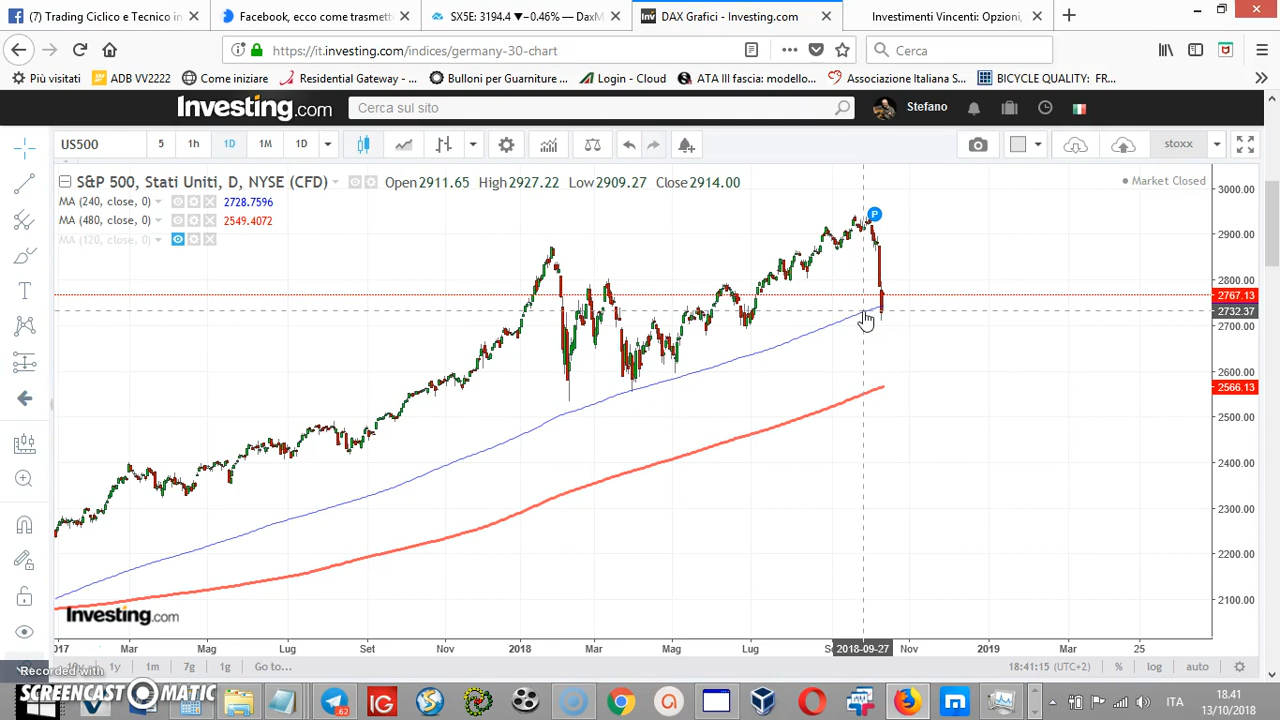 (7) Trading Ciclico e Tecnico in
Facebook, ecco come trasmett
SX5E: 3194.4 ▼−0.46% — DaxM
DAX Grafici - Investing.com
Investimenti Vincenti: Opzioni,
https://it.investing.com/indices/germany-30-chart
Cerca
Più visitati
ADB VV2222
Come iniziare
Residential Gateway - ...
Bulloni per Guarniture ...
Login - Cloud
ATA III fascia: modello...
Associazione Italiana S...
BICYCLE QUALITY: FR...
Investing.com
Cerca sul sito
Stefano
US500
5
1h
1D
1M
1D
stoxx
S&P 500, Stati Uniti, D, NYSE (CFD)
Open 2911.65 High 2927.22 Low 2909.27 Close 2914.00
Market Closed
MA (240, close, 0) 2728.7596
MA (480, close, 0) 2549.4072
MA (120, close, 0)
P
3000.00
2900.00
2800.00
2767.13
2732.37
2700.00
2600.00
2566.13
2500.00
2400.00
2300.00
2200.00
2100.00
Investing.com
017 Mar Mag Lug Set Nov 2018 Mar Mag Lug S 2018-09-27 Nov 2019 Mar 25
10y 1y 1m 7g 1g Go to...
18:41:15 (UTC+2) % log auto
Recorded with
SCREENCAST MATIC
62
IG
ITA
18.41
13/10/2018